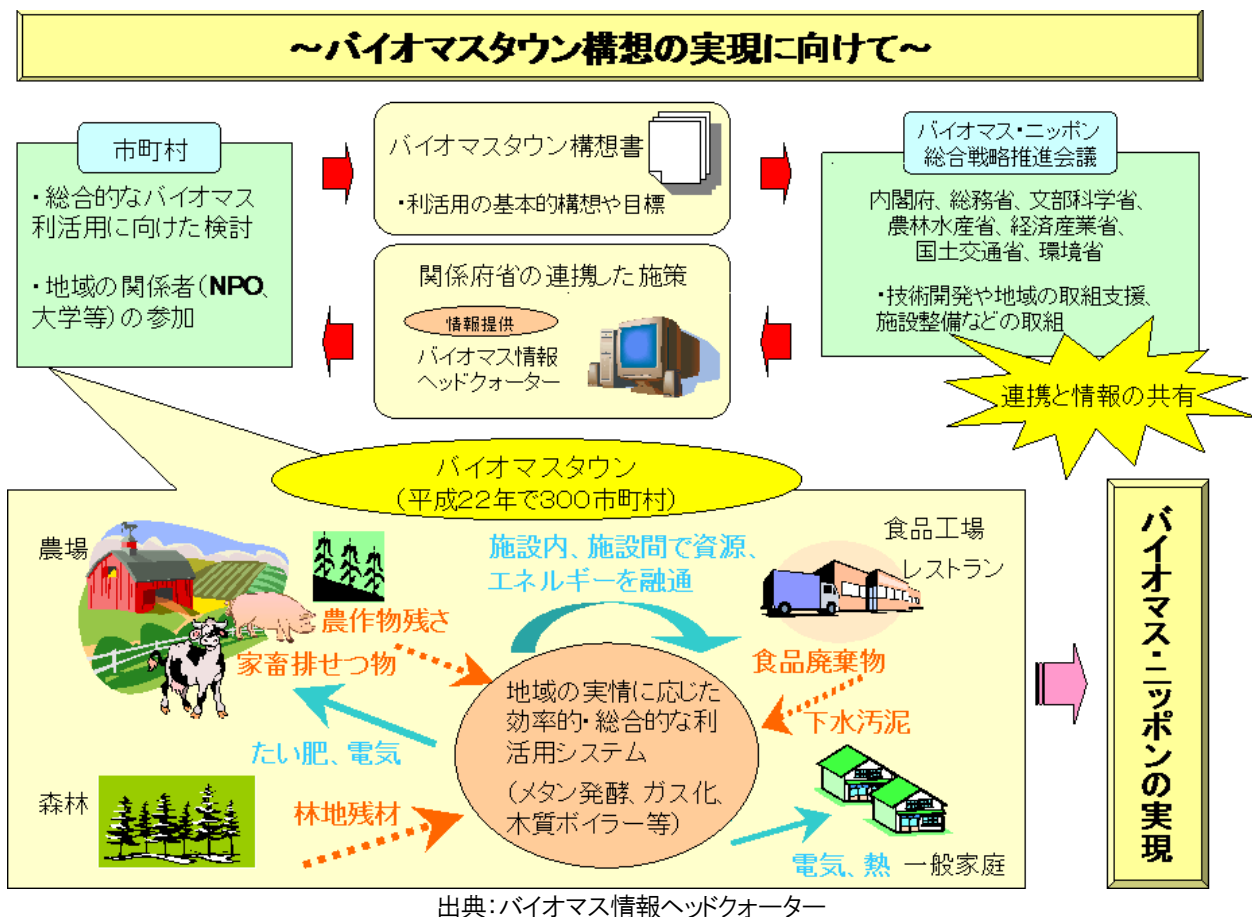 ～バイオマスタウン構想の実現に向けて～
市町村
・総合的なバイオマス
利活用に向けた検討
・地域の関係者（NPO、
大学等）の参加
バイオマスタウン構想書
・利活用の基本的構想や目標
バイオマス・ニッポン
総合戦略推進会議
内閣府、総務省、文部科学省、
農林水産省、経済産業省、
国土交通省、環境省
・技術開発や地域の取組支援、
施設整備などの取組
関係府省の連携した施策
情報提供
バイオマス情報
ヘッドクォーター
連携と情報の共有
バイオマスタウン
（平成22年で300市町村）
農場
農作物残さ
家畜排せつ物
たい肥、電気
森林
林地残材
施設内、施設間で資源、
エネルギーを融通
地域の実情に応じた
効率的・総合的な利
活用システム
（メタン発酵、ガス化、
木質ボイラー等）
食品工場
レストラン
食品廃棄物
下水汚泥
電気、熱
一般家庭
バイオマス・ニッポンの実現
出典：バイオマス情報ヘッドクォーター